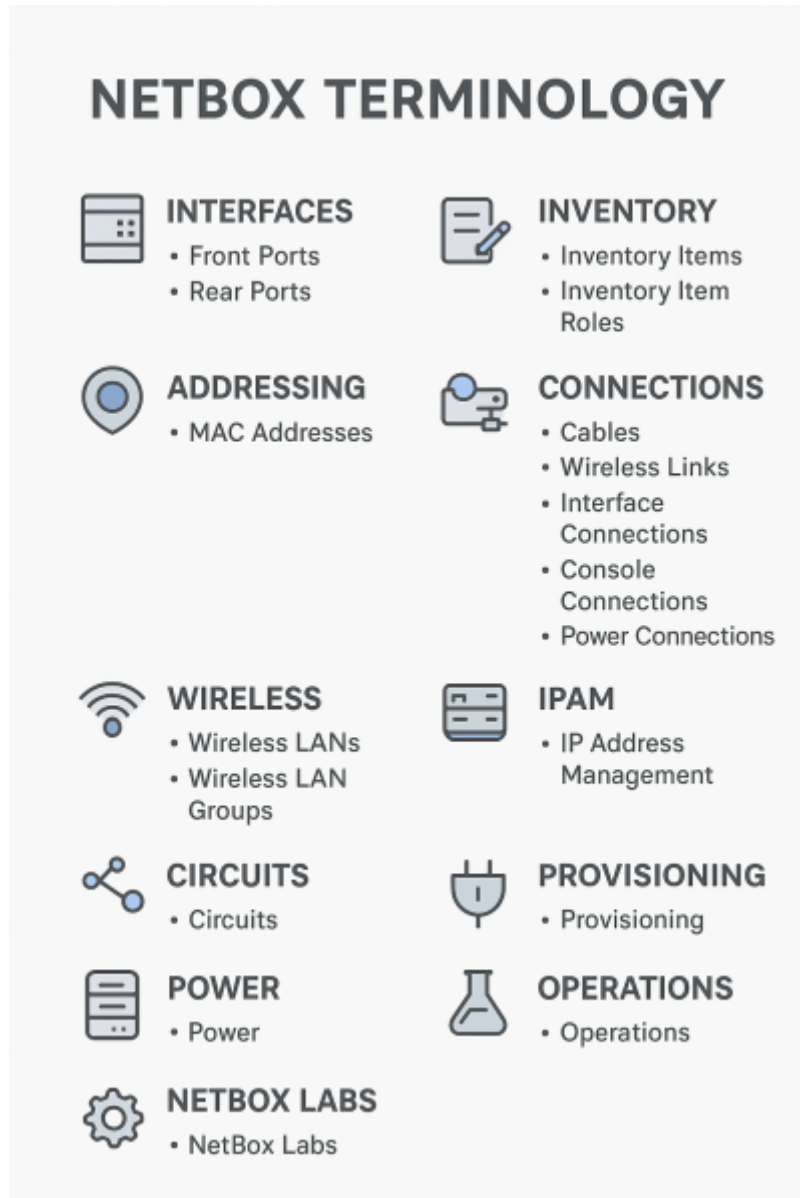 NETBOX TERMINOLOGY
INTERFACES
• Front Ports
• Rear Ports
INVENTORY
• Inventory Items
• Inventory Item
Roles
ADDRESSING
• MAC Addresses
CONNECTIONS
• Cables
• Wireless Links
• Interface
Connections
• Console
Connections
• Power Connections
WIRELESS
• Wireless LANs
• Wireless LAN
Groups
IPAM
• IP Address
Management
CIRCUITS
• Circuits
PROVISIONING
• Provisioning
POWER
• Power
OPERATIONS
• Operations
NETBOX LABS
• NetBox Labs